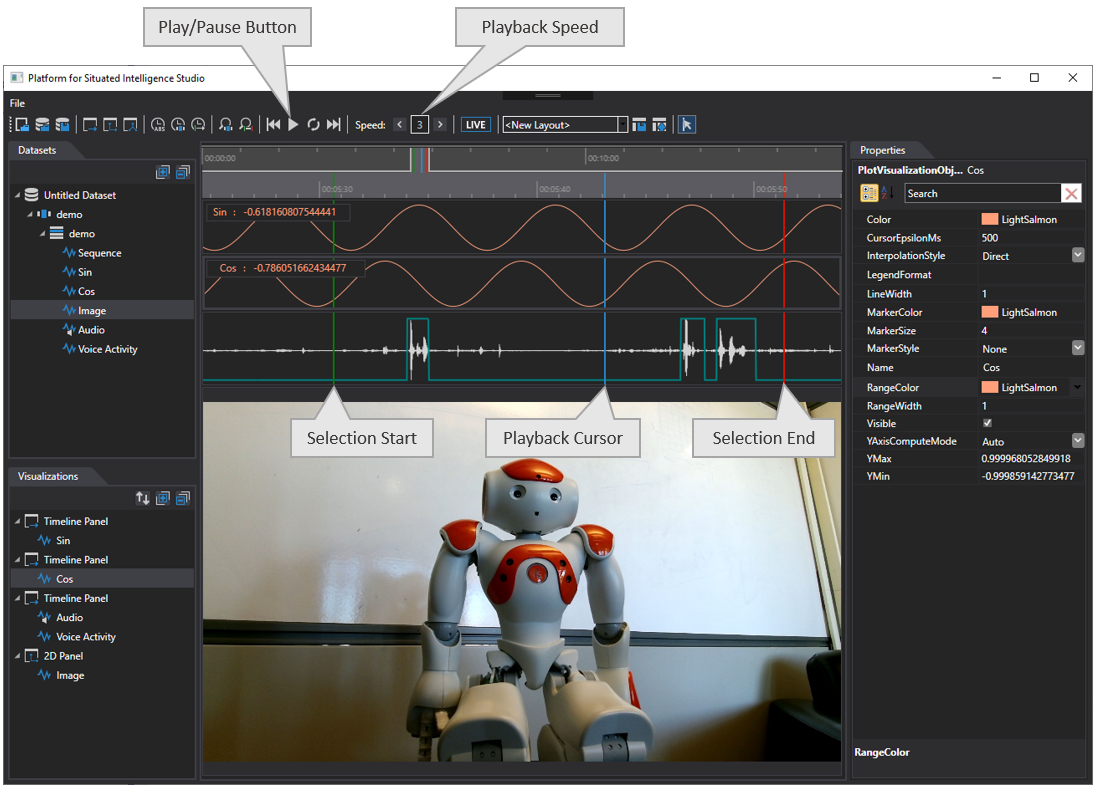 Play/Pause Button
Playback Speed
Platform for Situated Intelligence Studio
File
Speed:
3
LIVE
<New Layout>
Datasets
Untitled Dataset
demo
demo
Sequence
Sin
Cos
Image
Audio
Voice Activity
Visualizations
Timeline Panel
Sin
Timeline Panel
Cos
Timeline Panel
Audio
Voice Activity
2D Panel
Image
00:00:00
00:10:00
00:05:30
00:05:40
00:05:50
Sin : -0.618160807544441
Cos : -0.786051662434477
Selection Start
Playback Cursor
Selection End
Properties
PlotVisualizationObj... Cos
Search
Color LightSalmon
CursorEpsilonMs 500
InterpolationStyle Direct
LegendFormat
LineWidth 1
MarkerColor LightSalmon
MarkerSize 4
MarkerStyle None
Name Cos
RangeColor LightSalmon
RangeWidth 1
Visible
YAxisComputeMode Auto
YMax 0.999968052849918
YMin -0.999859142773477
RangeColor